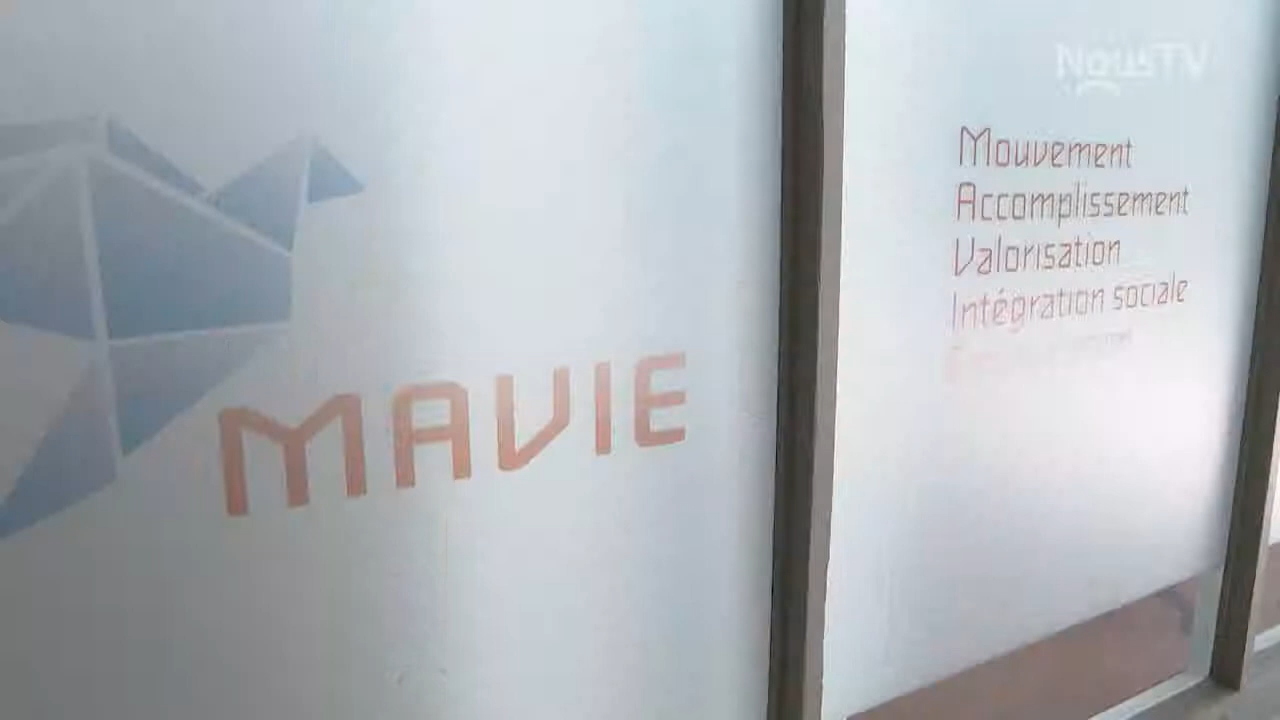 NousTV
MAVIE
Mouvement
Accomplissement
Valorisation
Intégration sociale